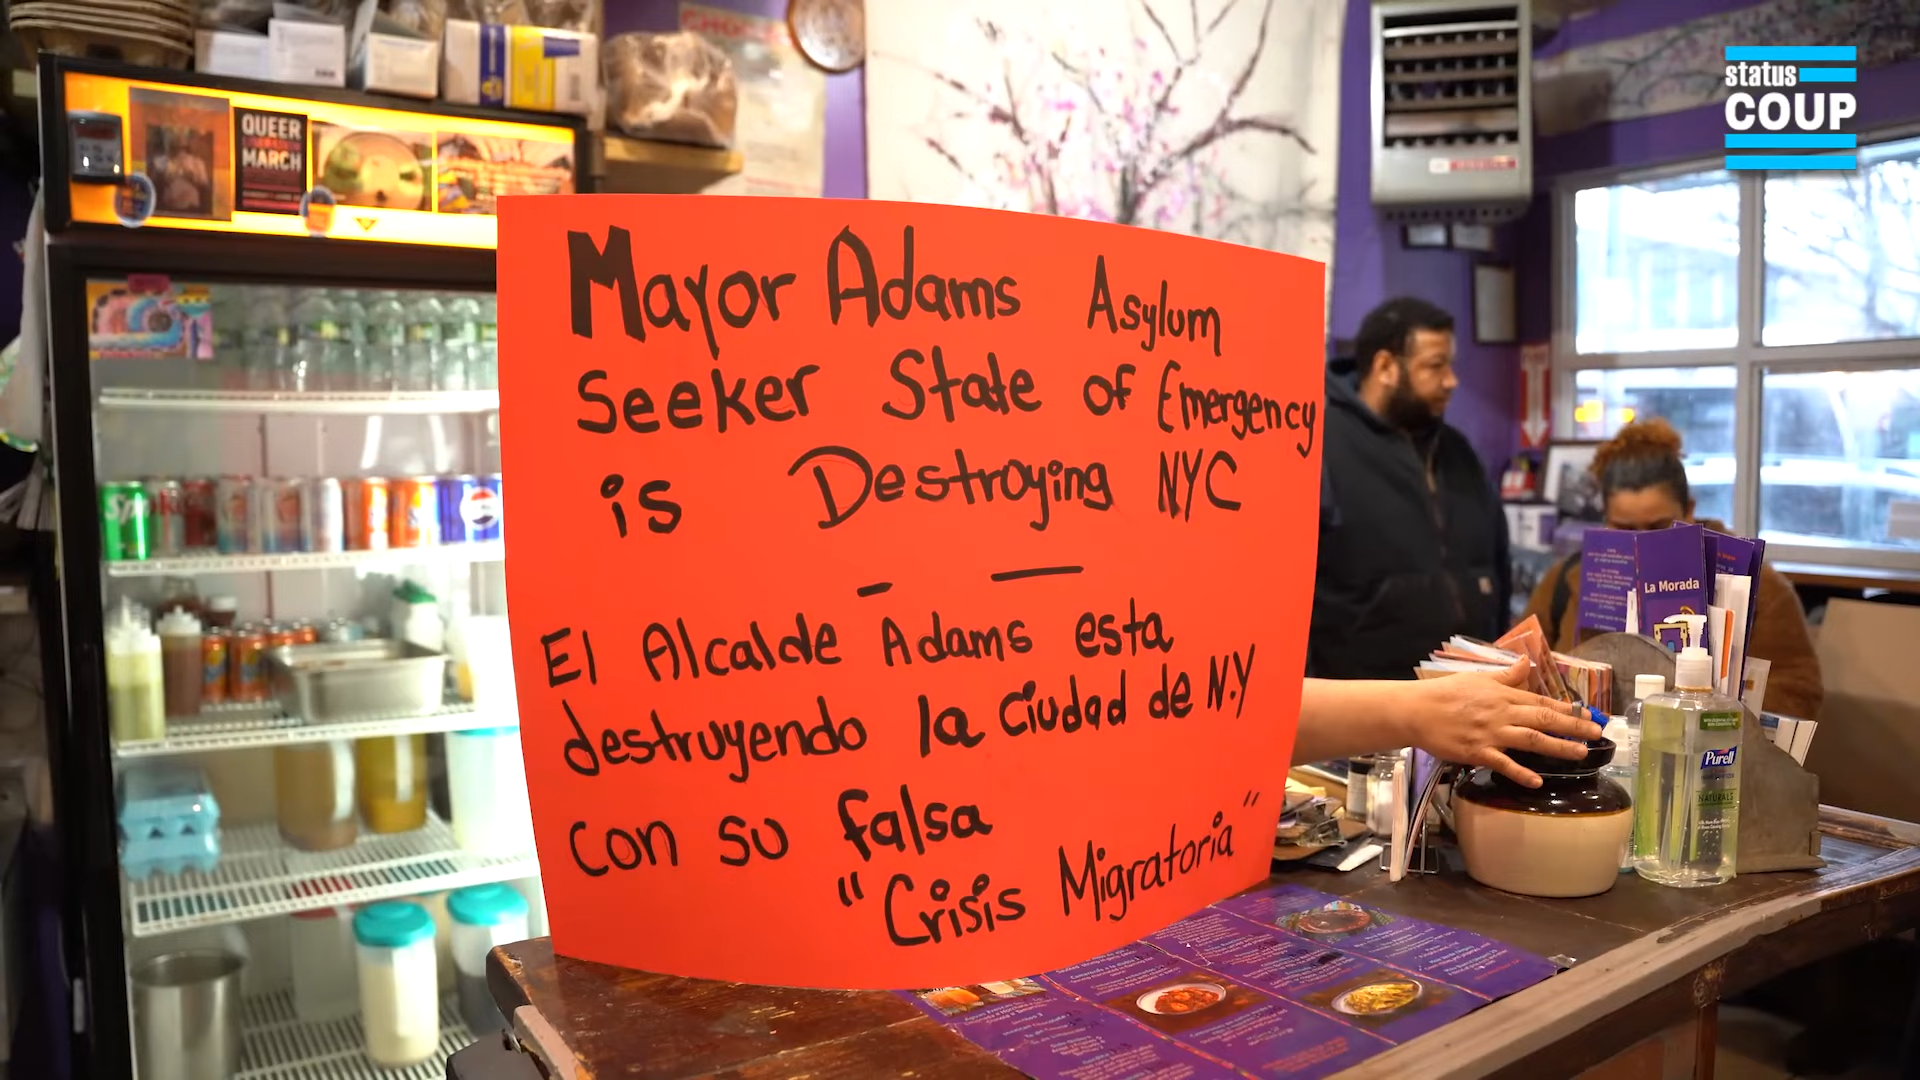 status
COUP
QUEER
MARCH
Mayor Adams Asylum
Seeker State of Emergency
is Destroying NYC
El Alcalde Adams esta
destruyendo la Ciudad de N.Y
Con su falsa
"Crisis Migratoria"
La Morada
Purell
NATURALS